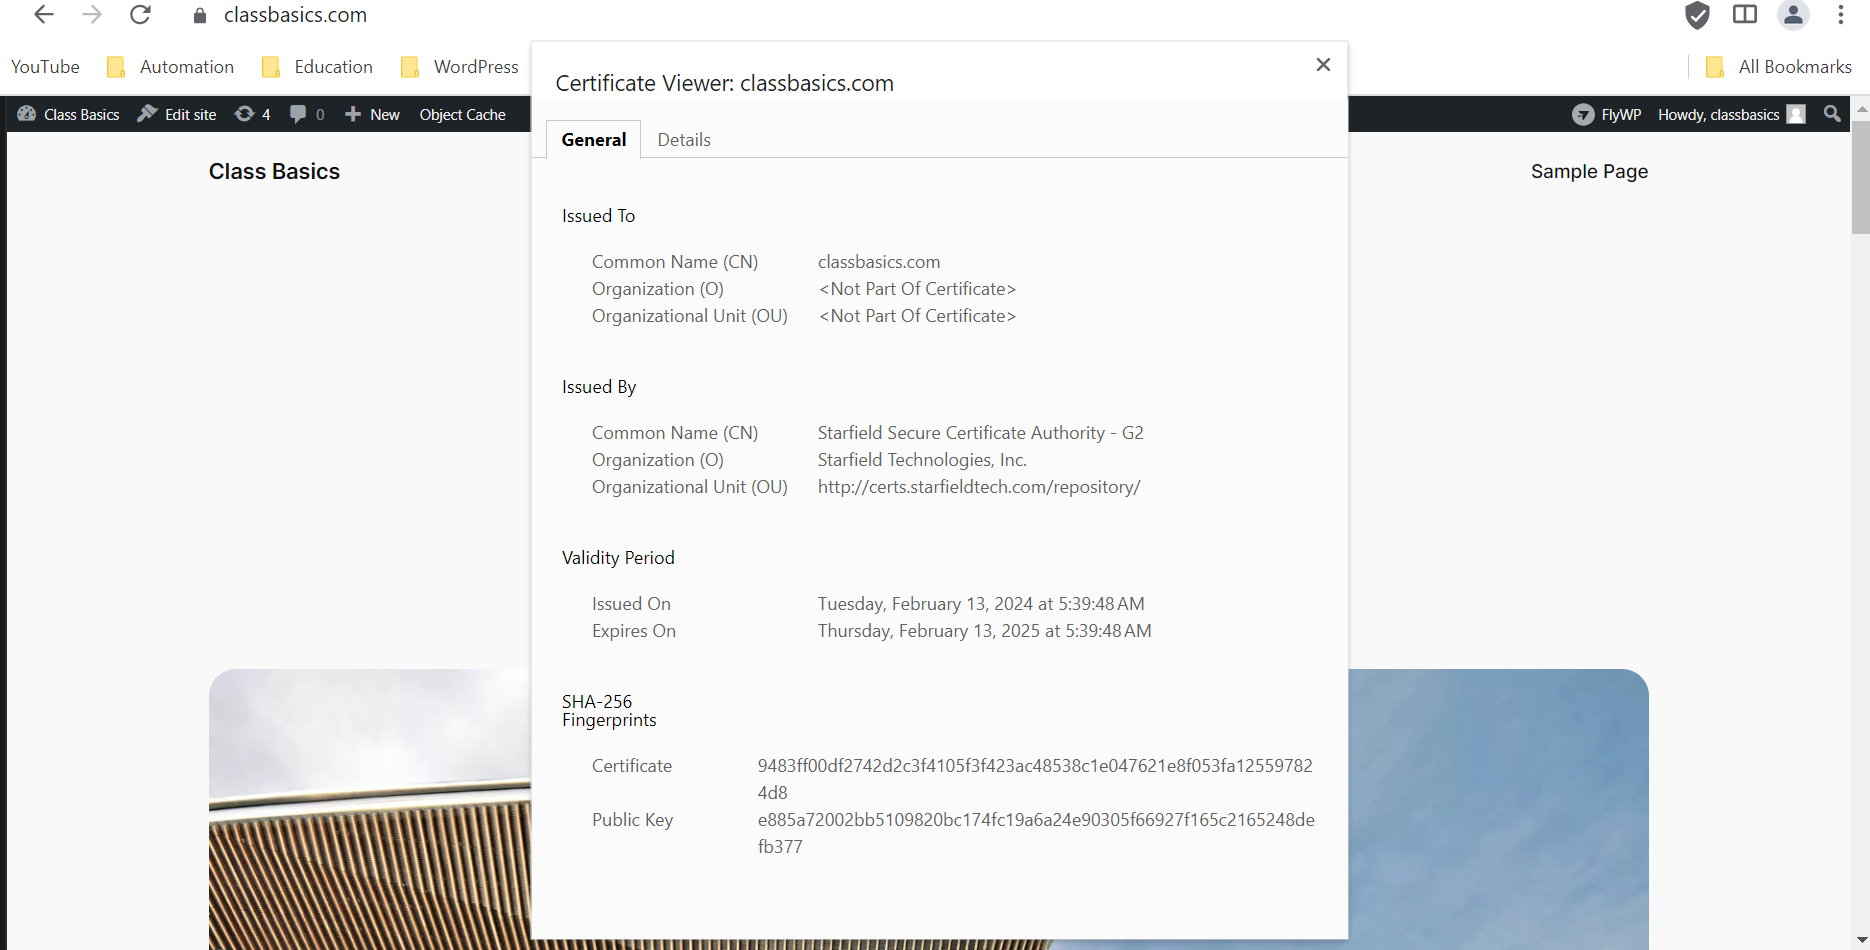 classbasics.com
YouTube Automation Education WordPress All Bookmarks
Class Basics Edit site 4 0 New Object Cache FlyWP Howdy, classbasics
Class Basics Sample Page
Certificate Viewer: classbasics.com
General Details
Issued To
Common Name (CN) classbasics.com
Organization (O) <Not Part Of Certificate>
Organizational Unit (OU) <Not Part Of Certificate>
Issued By
Common Name (CN) Starfield Secure Certificate Authority - G2
Organization (O) Starfield Technologies, Inc.
Organizational Unit (OU) http://certs.starfieldtech.com/repository/
Validity Period
Issued On Tuesday, February 13, 2024 at 5:39:48 AM
Expires On Thursday, February 13, 2025 at 5:39:48 AM
SHA-256
Fingerprints
Certificate 9483ff00df2742d2c3f4105f3f423ac48538c1e047621e8f053fa12559782
4d8
Public Key e885a72002bb5109820bc174fc19a6a24e90305f66927f165c2165248de
fb377